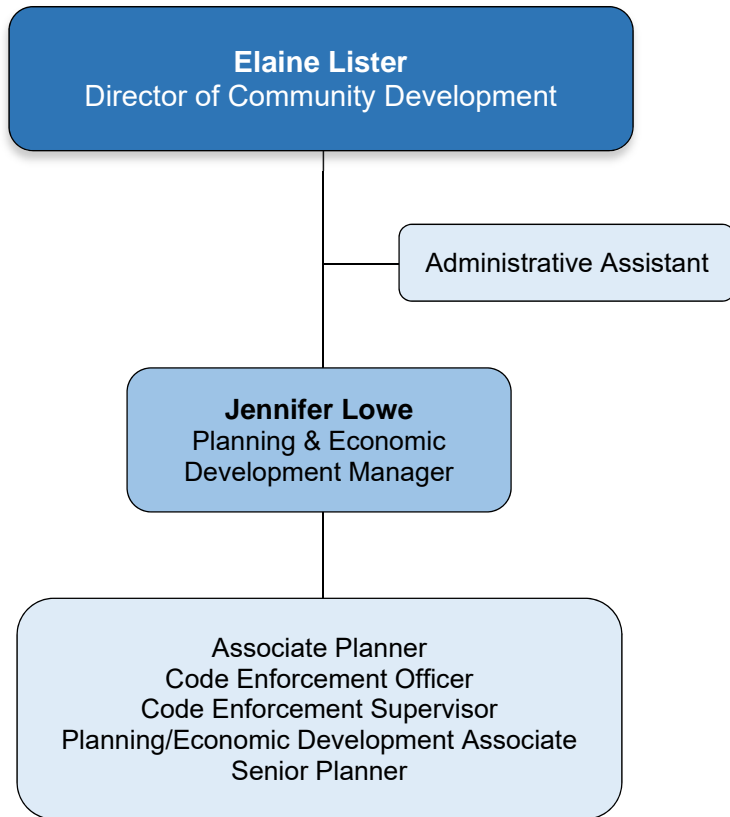 Elaine Lister
Director of Community Development
Administrative Assistant
Jennifer Lowe
Planning & Economic
Development Manager
Associate Planner
Code Enforcement Officer
Code Enforcement Supervisor
Planning/Economic Development Associate
Senior Planner